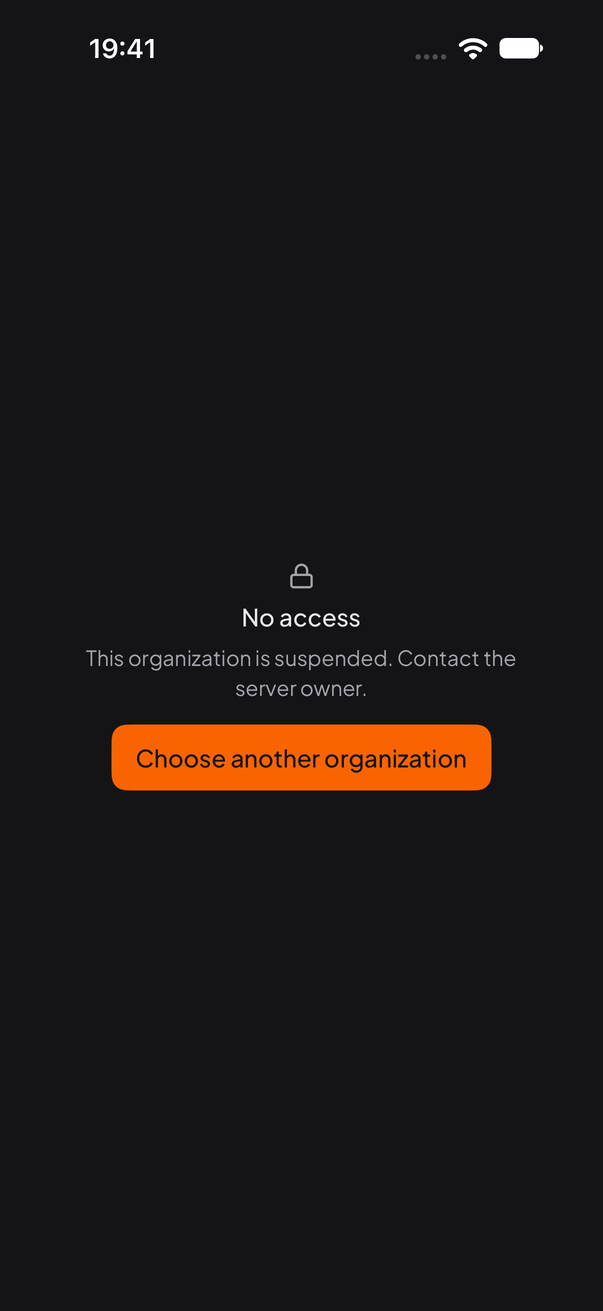 19:41
No access
This organization is suspended. Contact the
server owner.
Choose another organization